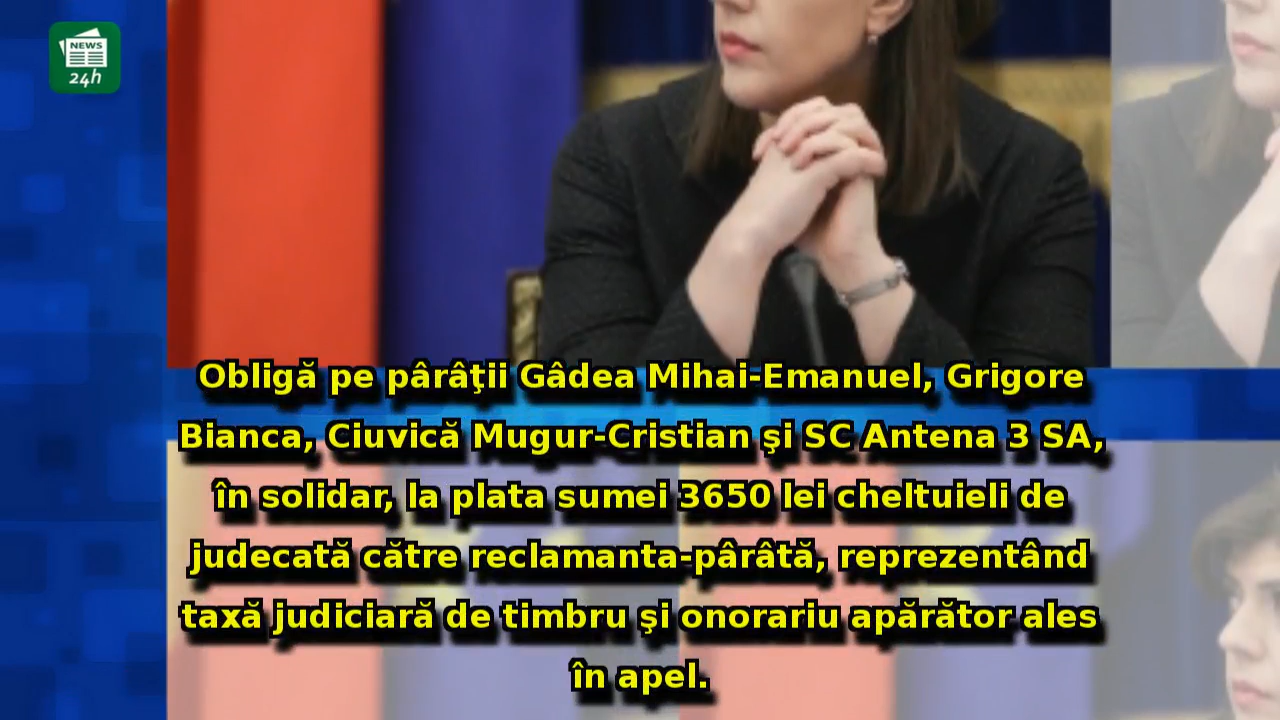 NEWS
24h
Obligă pe pârâţii Gâdea Mihai-Emanuel, Grigore
Bianca, Ciuvică Mugur-Cristian şi SC Antena 3 SA,
în solidar, la plata sumei 3650 lei cheltuieli de
judecată către reclamanta-pârâtă, reprezentând
taxă judiciară de timbru şi onorariu apărător ales
în apel.